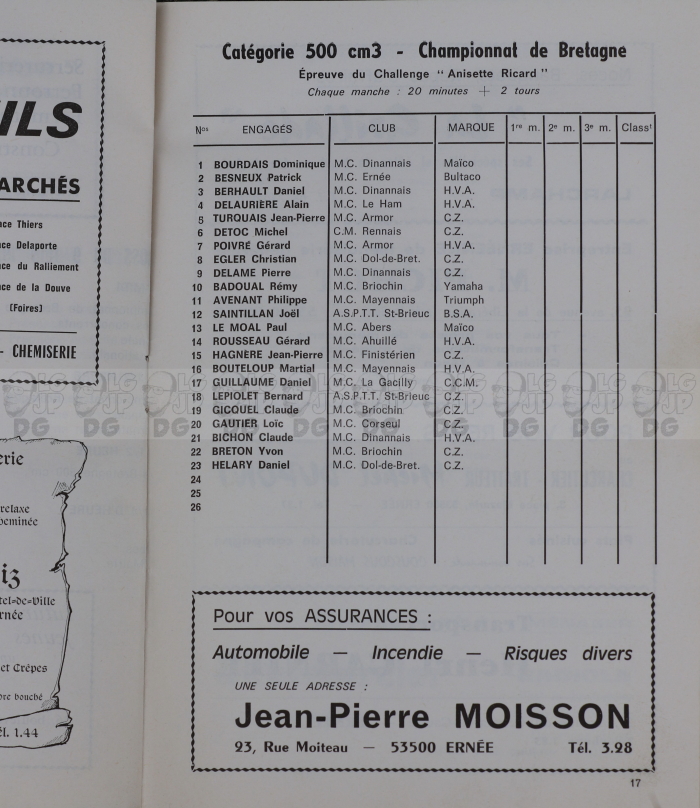 ILS
ARCHÉS
ce Thiers
ce Delaporte
ce du Ralliement
ce de la Douve
(Foires)
- CHEMISERIE
erie
relaxe
eminée
iz
tel-de-Ville
rnée
et Crêpes
re bouché
él. 1.44
Catégorie 500 cm3 - Championnat de Bretagne
Épreuve du Challenge " Anisette Ricard "
Chaque manche : 20 minutes + 2 tours
Nos ENGAGÉS CLUB MARQUE 1re m. 2e m. 3e m. Classt
1 BOURDAIS Dominique M.C. Dinannais Maïco
2 BESNEUX Patrick M.C. Ernée Bultaco
3 BERHAULT Daniel M.C. Dinannais H.V.A.
4 DELAURIÈRE Alain M.C. Le Ham H.V.A.
5 TURQUAIS Jean-Pierre M.C. Armor C.Z.
6 DETOC Michel C.M. Rennais C.Z.
7 POIVRÉ Gérard M.C. Armor H.V.A.
8 EGLER Christian M.C. Dol-de-Bret. C.Z.
9 DELAME Pierre M.C. Dinannais C.Z.
10 BADOUAL Rémy M.C. Briochin Yamaha
11 AVENANT Philippe M.C. Mayennais Triumph
12 SAINTILLAN Joël A.S.P.T.T. St-Brieuc B.S.A.
13 LE MOAL Paul M.C. Abers Maïco
14 ROUSSEAU Gérard M.C. Ahuillé H.V.A.
15 HAGNÈRE Jean-Pierre M.C. Finistérien C.Z.
16 BOUTELOUP Martial M.C. Mayennais H.V.A.
17 GUILLAUME Daniel M.C. La Gacilly C.C.M.
18 LEPIOLET Bernard A.S.P.T.T. St-Brieuc C.Z.
19 GICQUEL Claude M.C. Briochin C.Z.
20 GAUTIER Loïc M.C. Corseul C.Z.
21 BICHON Claude M.C. Dinannais H.V.A.
22 BRETON Yvon M.C. Briochin C.Z.
23 HELARY Daniel M.C. Dol-de-Bret. C.Z.
24
25
26
Pour vos ASSURANCES :
Automobile — Incendie — Risques divers
UNE SEULE ADRESSE :
Jean-Pierre MOISSON
23, Rue Moiteau — 53500 ERNÉE Tél. 3.28
17